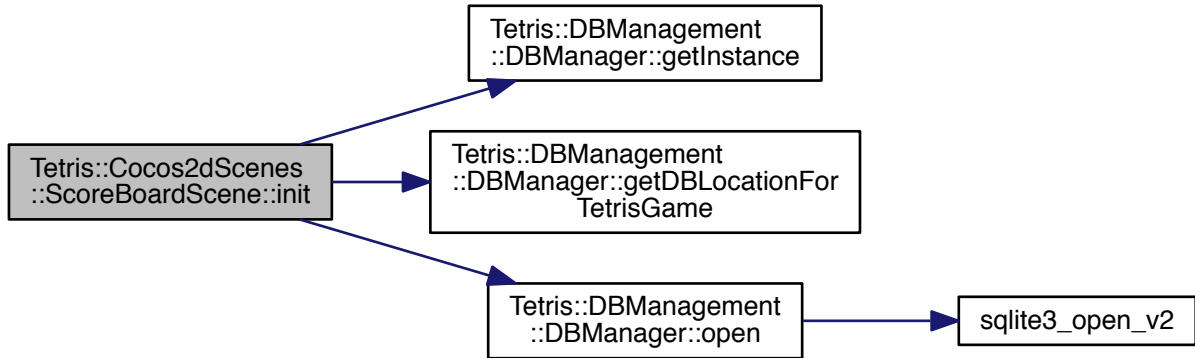 Tetris::Cocos2dScenes
::ScoreBoardScene::init
Tetris::DBManagement
::DBManager::getInstance
Tetris::DBManagement
::DBManager::getDBLocationFor
TetrisGame
Tetris::DBManagement
::DBManager::open
sqlite3_open_v2